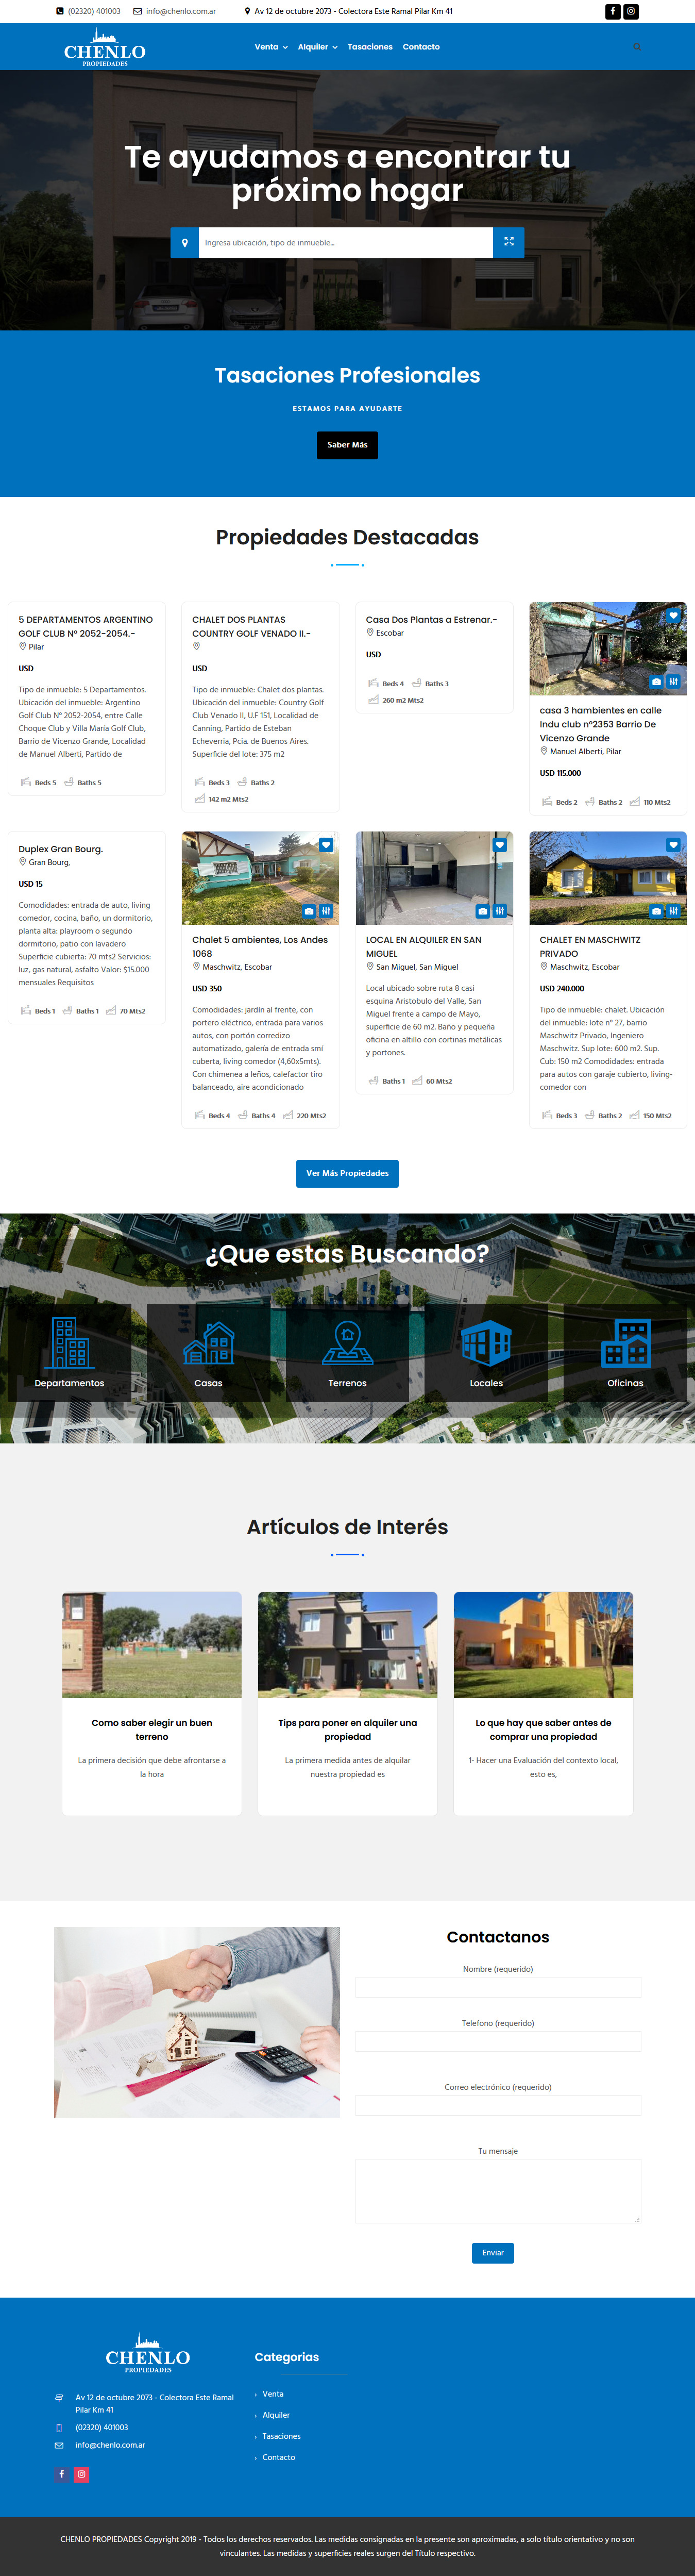 (02320) 401003 info@chenlo.com.ar Av 12 de octubre 2073 - Colectora Este Ramal Pilar Km 41
CHENLO
PROPIEDADES
Venta Alquiler Tasaciones Contacto
Te ayudamos a encontrar tu
próximo hogar
Ingresa ubicación, tipo de inmueble...
Tasaciones Profesionales
ESTAMOS PARA AYUDARTE
Saber Más
Propiedades Destacadas
5 DEPARTAMENTOS ARGENTINO
GOLF CLUB Nº 2052-2054.-
Pilar
USD
Tipo de inmueble: 5 Departamentos.
Ubicación del inmueble: Argentino
Golf Club Nº 2052-2054, entre Calle
Choque Club y Villa María Golf Club,
Barrio de Vicenzo Grande, Localidad
de Manuel Alberti, Partido de
Beds 5 Baths 5
CHALET DOS PLANTAS
COUNTRY GOLF VENADO II.-
USD
Tipo de inmueble: Chalet dos plantas.
Ubicación del inmueble: Country Golf
Club Venado II, U.F 151, Localidad de
Canning, Partido de Esteban
Echeverria, Pcia. de Buenos Aires.
Superficie del lote: 375 m2
Beds 3 Baths 2
142 m2 Mts2
Casa Dos Plantas a Estrenar.-
Escobar
USD
Beds 4 Baths 3
260 m2 Mts2
casa 3 hambientes en calle
Indu club nº2353 Barrio De
Vicenzo Grande
Manuel Alberti, Pilar
USD 115.000
Beds 2 Baths 2 110 Mts2
Duplex Gran Bourg.
Gran Bourg,
USD 15
Comodidades: entrada de auto, living
comedor, cocina, baño, un dormitorio,
planta alta: playroom o segundo
dormitorio, patio con lavadero
Superficie cubierta: 70 mts2 Servicios:
luz, gas natural, asfalto Valor: $15.000
mensuales Requisitos
Beds 1 Baths 1 70 Mts2
Chalet 5 ambientes, Los Andes
1068
Maschwitz, Escobar
USD 350
Comodidades: jardín al frente, con
portero eléctrico, entrada para varios
autos, con portón corredizo
automatizado, galería de entrada smí
cuberta, living comedor (4,60x5mts).
Con chimenea a leños, calefactor tiro
balanceado, aire acondicionado
Beds 4 Baths 4 220 Mts2
LOCAL EN ALQUILER EN SAN
MIGUEL
San Miguel, San Miguel
Local ubicado sobre ruta 8 casi
esquina Aristobulo del Valle, San
Miguel frente a campo de Mayo,
superficie de 60 m2. Baño y pequeña
oficina en altillo con cortinas metálicas
y portones.
Baths 1 60 Mts2
CHALET EN MASCHWITZ
PRIVADO
Maschwitz, Escobar
USD 240.000
Tipo de inmueble: chalet. Ubicación
del inmueble: lote nº 27, barrio
Maschwitz Privado, Ingeniero
Maschwitz. Sup lote: 600 m2. Sup.
Cub: 150 m2 Comodidades: entrada
para autos con garaje cubierto, living-
comedor con
Beds 3 Baths 2 150 Mts2
Ver Más Propiedades
¿Que estas Buscando?
Departamentos
Casas
Terrenos
Locales
Oficinas
Artículos de Interés
Como saber elegir un buen
terreno
La primera decisión que debe afrontarse a
la hora
Tips para poner en alquiler una
propiedad
La primera medida antes de alquilar
nuestra propiedad es
Lo que hay que saber antes de
comprar una propiedad
1- Hacer una Evaluación del contexto local,
esto es,
Contactanos
Nombre (requerido)
Telefono (requerido)
Correo electrónico (requerido)
Tu mensaje
Enviar
CHENLO
PROPIEDADES
Av 12 de octubre 2073 - Colectora Este Ramal
Pilar Km 41
(02320) 401003
info@chenlo.com.ar
Categorias
Venta
Alquiler
Tasaciones
Contacto
CHENLO PROPIEDADES Copyright 2019 - Todos los derechos reservados. Las medidas consignadas en la presente son aproximadas, a solo título orientativo y no son
vinculantes. Las medidas y superficies reales surgen del Título respectivo.